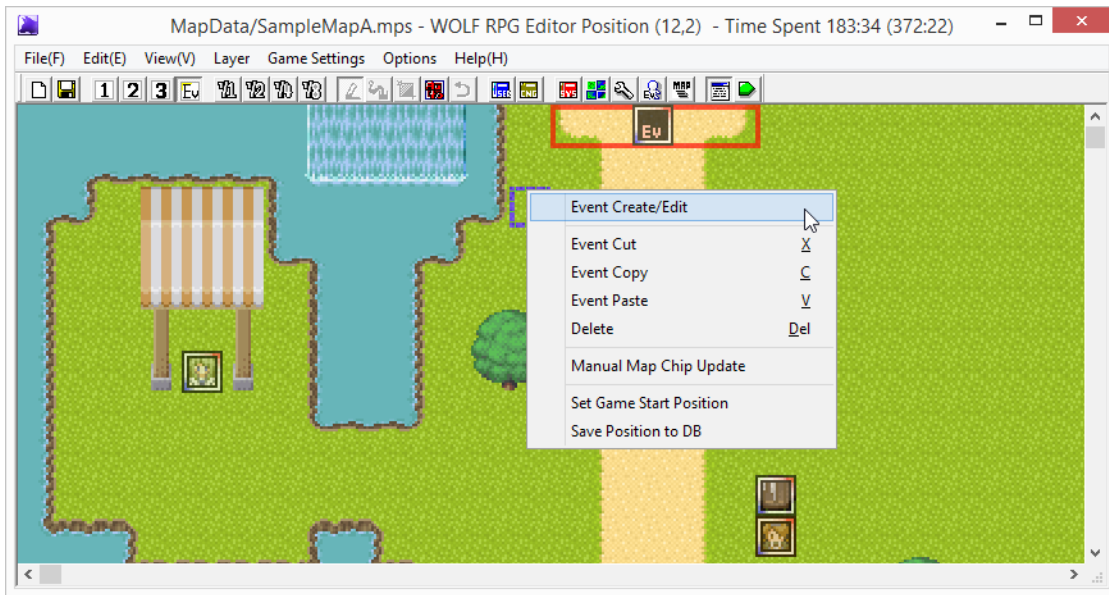 MapData/SampleMapA.mps - WOLF RPG Editor Position (12,2) - Time Spent 183:34 (372:22)
File(F) Edit(E) View(V) Layer Game Settings Options Help(H)
1 2 3 Ev SYS MAP
Ev
Event Create/Edit
Event Cut X
Event Copy C
Event Paste V
Delete Del
Manual Map Chip Update
Set Game Start Position
Save Position to DB